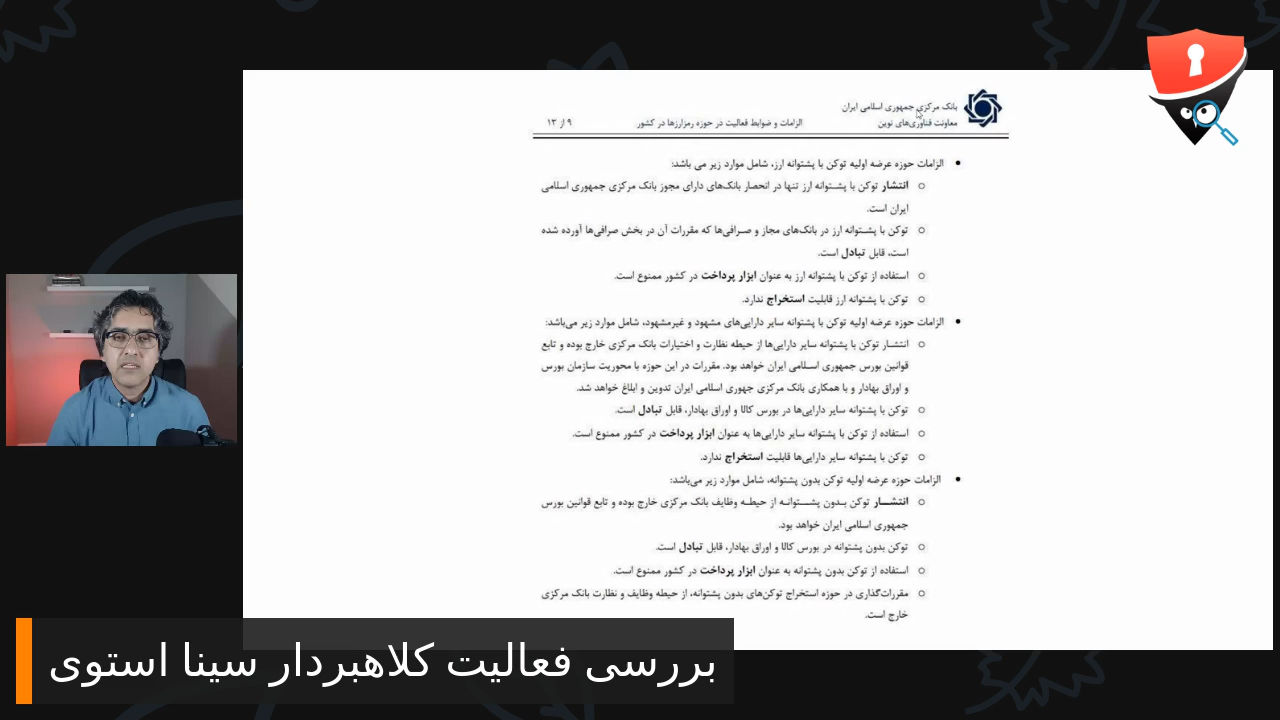 بانک مرکزی جمهوری اسلامی ایران
معاونت فناوری‌های نوین
الزامات و ضوابط فعالیت در حوزه رمزارزها در کشور
۹ از ۱۳
• الزامات حوزه عرضه اولیه توکن با پشتوانه ارز، شامل موارد زیر می باشد:
○ انتشار توکن با پشتوانه ارز تنها در انحصار بانک‌های دارای مجوز بانک مرکزی جمهوری اسلامی
ایران است.
○ توکن با پشتوانه ارز در بانک‌های مجاز و صرافی‌ها که مقررات آن در بخش صرافی‌ها آورده شده
است، قابل تبادل است.
○ استفاده از توکن با پشتوانه ارز به عنوان ابزار پرداخت در کشور ممنوع است.
○ توکن با پشتوانه ارز قابلیت استخراج ندارد.
• الزامات حوزه عرضه اولیه توکن با پشتوانه سایر دارایی‌های مشهود و غیرمشهود، شامل موارد زیر می‌باشد:
○ انتشار توکن با پشتوانه سایر دارایی‌ها از حیطه نظارت و اختیارات بانک مرکزی خارج بوده و تابع
قوانین بورس جمهوری اسلامی ایران خواهد بود. مقررات در این حوزه با محوریت سازمان بورس
و اوراق بهادار و با همکاری بانک مرکزی جهوری اسلامی ایران تدوین و ابلاغ خواهد شد.
○ توکن با پشتوانه سایر دارایی‌ها در بورس کالا و اوراق بهادار، قابل تبادل است.
○ استفاده از توکن با پشتوانه سایر دارایی‌ها به عنوان ابزار پرداخت در کشور ممنوع است.
○ توکن با پشتوانه سایر دارایی‌ها قابلیت استخراج ندارد.
• الزامات حوزه عرضه اولیه توکن بدون پشتوانه، شامل موارد زیر می‌باشد:
○ انتشار توکن بدون پشتوانه از حیطه وظایف بانک مرکزی خارج بوده و تابع قوانین بورس
جمهوری اسلامی ایران خواهد بود.
○ توکن بدون پشتوانه در بورس کالا و اوراق بهادار، قابل تبادل است.
○ استفاده از توکن بدون پشتوانه به عنوان ابزار پرداخت در کشور ممنوع است.
○ مقررات‌گذاری در حوزه استخراج توکن‌های بدون پشتوانه، از حیطه وظایف و نظارت بانک مرکزی
خارج است.
بررسی فعالیت کلاهبردار سینا استوی